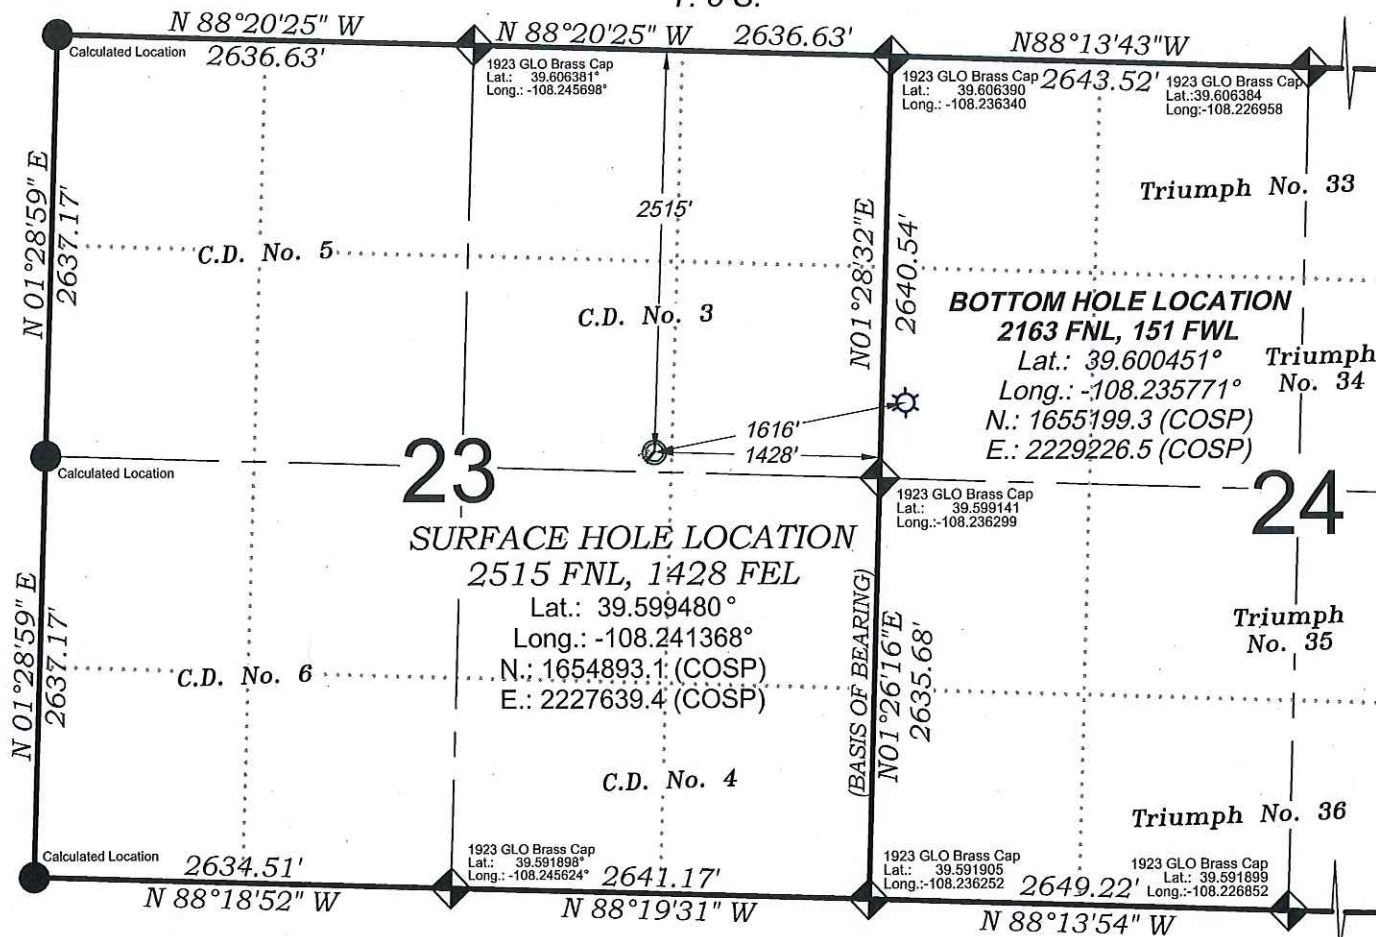 T. 5 S.
N 88°20'25" W
2636.63'
N 88°20'25" W
2636.63'
N88°13'43"W
2643.52'
Calculated Location
1923 GLO Brass Cap
Lat.: 39.606381°
Long.: -108.245698°
1923 GLO Brass Cap
Lat.: 39.606390
Long.: -108.236340
1923 GLO Brass Cap
Lat.:39.606384
Long:-108.226958
N 01°28'59" E
2637.17'
C.D. No. 5
2515'
C.D. No. 3
N01°28'32"E
2640.54'
Triumph No. 33
BOTTOM HOLE LOCATION
2163 FNL, 151 FWL
Lat.: 39.600451°
Long.: -108.235771°
N.: 1655199.3 (COSP)
E.: 2229226.5 (COSP)
Triumph
No. 34
1616'
1428'
Calculated Location
23
24
1923 GLO Brass Cap
Lat.: 39.599141
Long.:-108.236299
SURFACE HOLE LOCATION
2515 FNL, 1428 FEL
Lat.: 39.599480°
Long.: -108.241368°
N.: 1654893.1 (COSP)
E.: 2227639.4 (COSP)
N 01°28'59" E
2637.17'
C.D. No. 6
C.D. No. 4
(BASIS OF BEARING)
N01°26'16"E
2635.68'
Triumph
No. 35
Triumph No. 36
Calculated Location
2634.51'
N 88°18'52" W
1923 GLO Brass Cap
Lat.: 39.591898°
Long.: -108.245624°
2641.17'
N 88°19'31" W
1923 GLO Brass Cap
Lat.: 39.591905
Long.:-108.236252
2649.22'
N 88°13'54" W
1923 GLO Brass Cap
Lat.: 39.591899
Long.:-108.226852